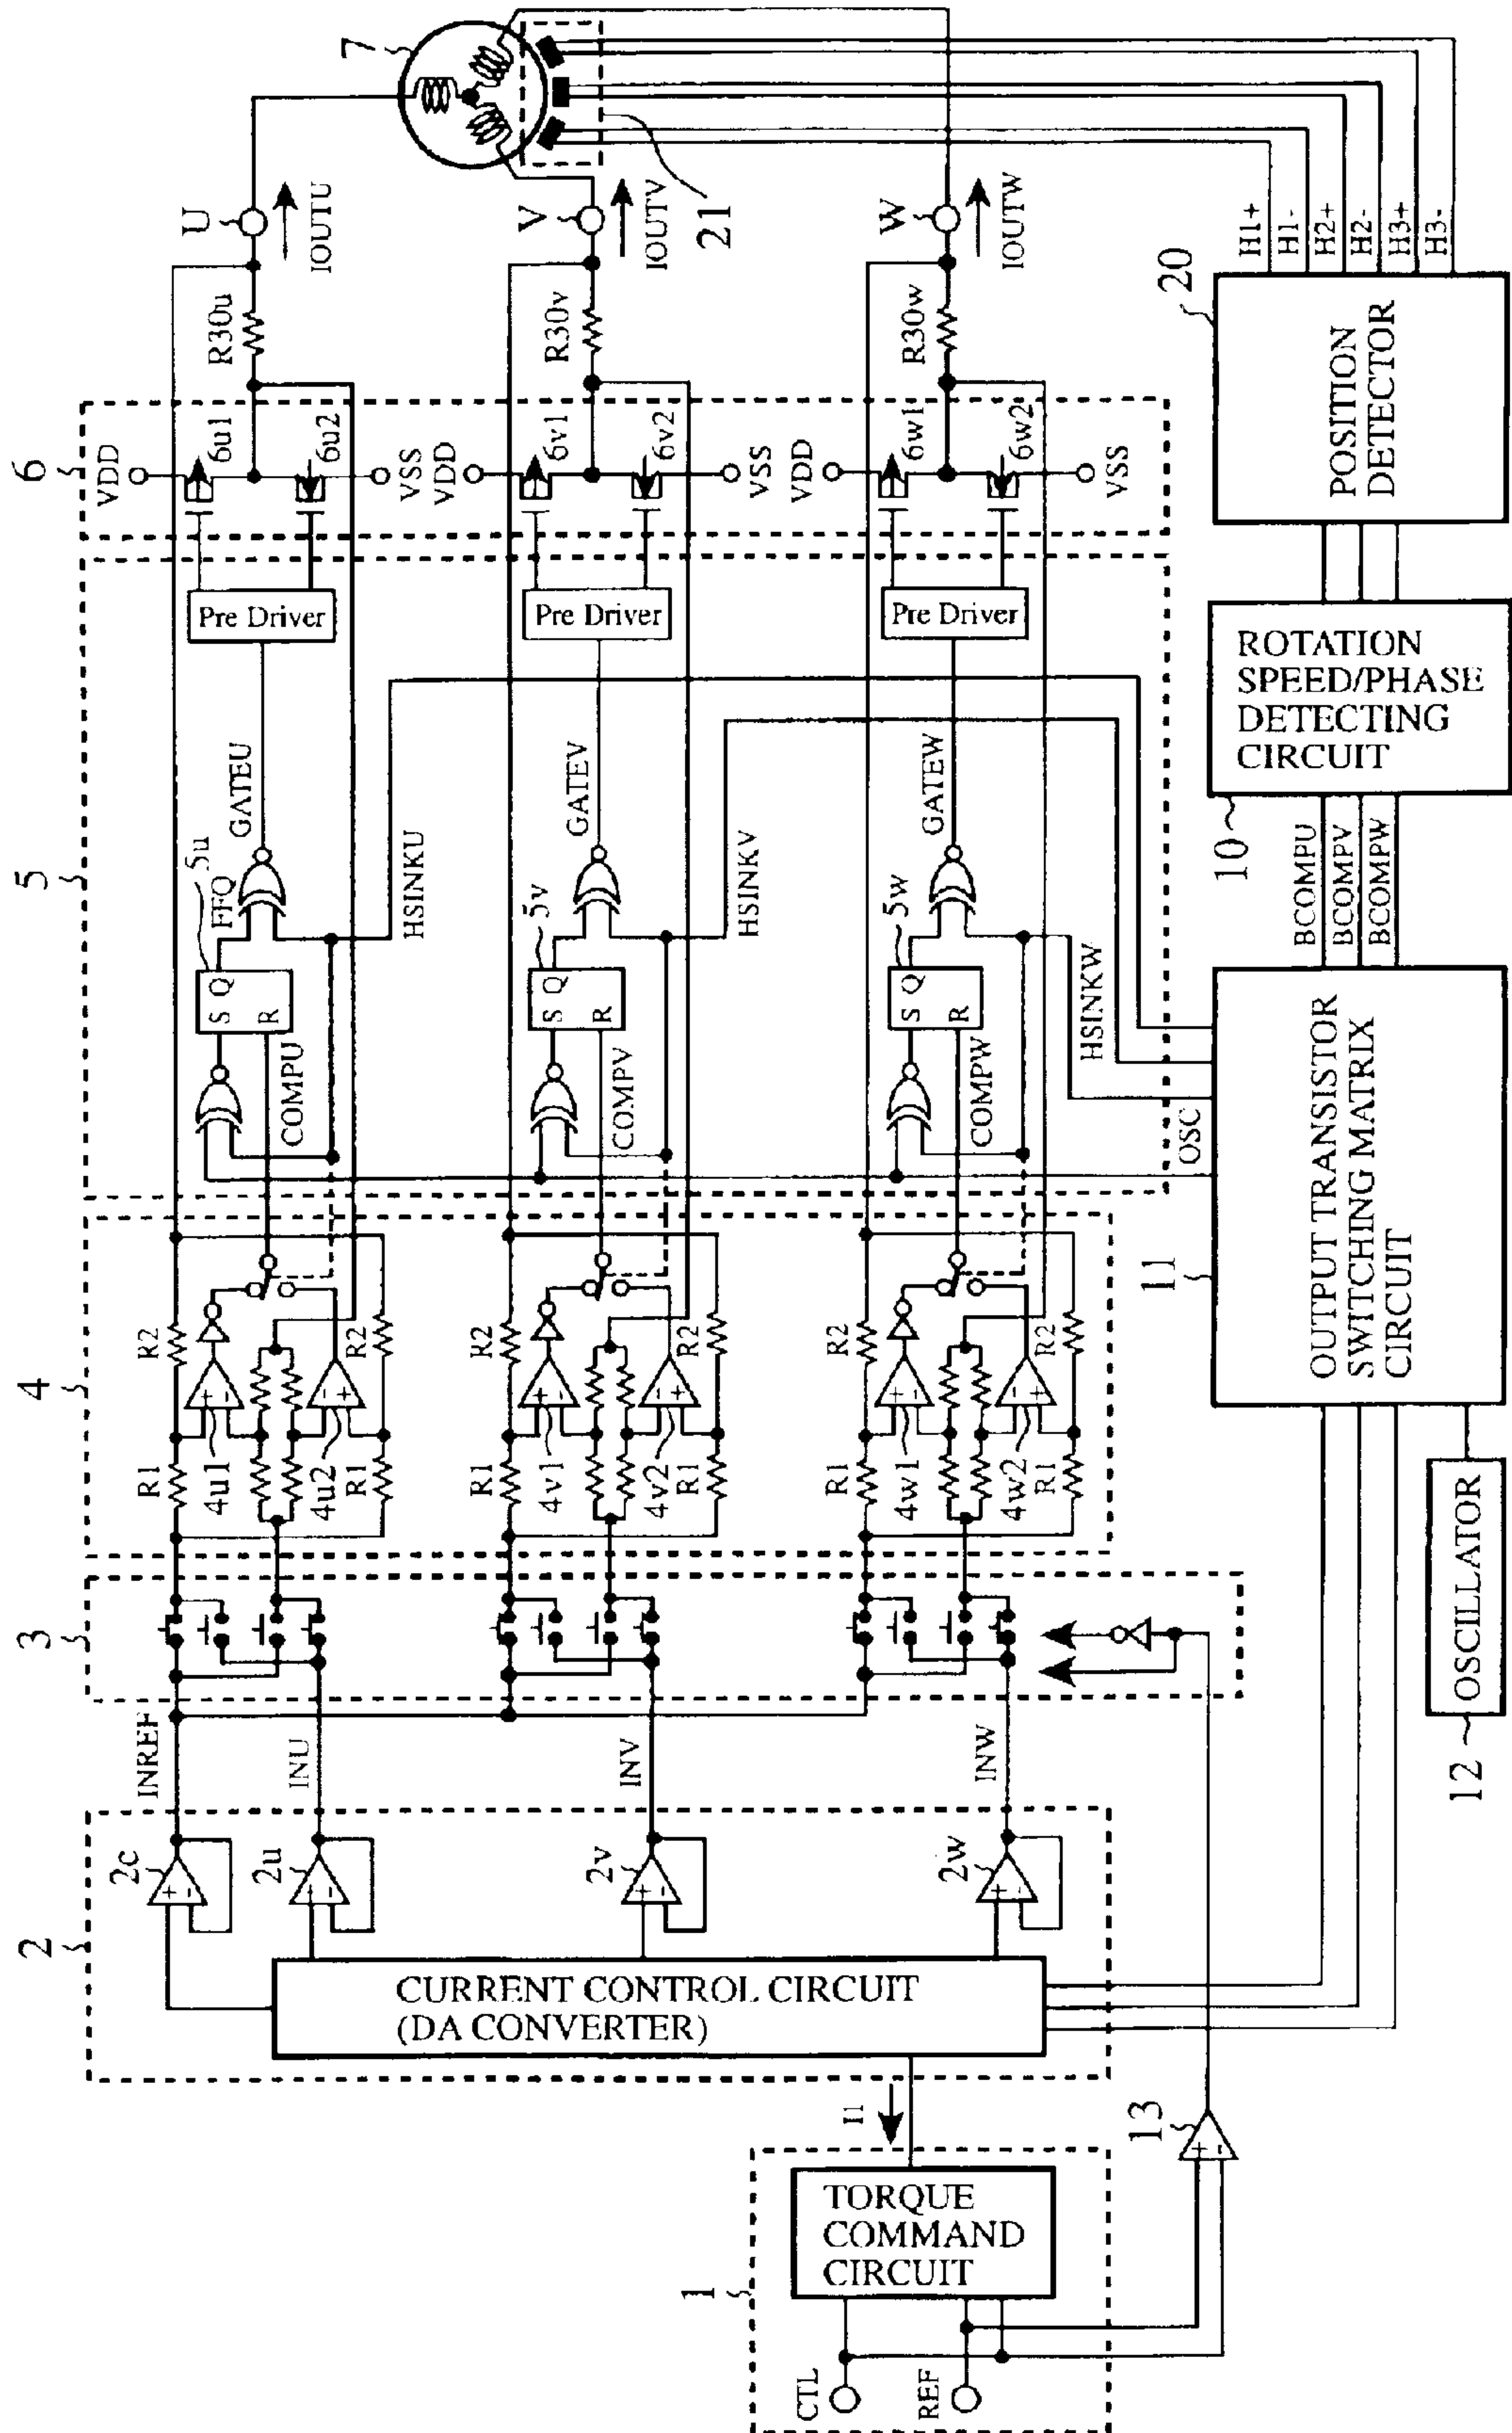 1
CTL
REF
TORQUE
COMMAND
CIRCUIT
I1
13
+
-
2
CURRENT CONTROL CIRCUIT
(DA CONVERTER)
2c
+
-
2u
+
-
2v
+
-
2w
+
-
INREF
INU
INV
INW
3
4
R1
R2
4u1
4u2
R1
R2
R1
R2
4v1
4v2
R1
R2
R1
R2
4w1
4w2
R1
R2
5
COMPU
S Q
R
5u
FFQ
GATEU
HSINKU
Pre Driver
COMPV
S Q
R
5v
GATEV
HSINKV
Pre Driver
COMPW
S Q
R
5w
GATEW
HSINKW
Pre Driver
OSC
6
VDD
6u1
6u2
VSS
VDD
6v1
6v2
VSS
VDD
6w1
6w2
VSS
R30u
U
IOUTU
R30v
V
IOUTV
R30w
W
IOUTW
7
21
12
OSCILLATOR
11
OUTPUT TRANSISTOR
SWITCHING MATRIX
CIRCUIT
BCOMPU
BCOMPV
BCOMPW
10
ROTATION
SPEED/PHASE
DETECTING
CIRCUIT
20
POSITION
DETECTOR
H1+
H1-
H2+
H2-
H3+
H3-